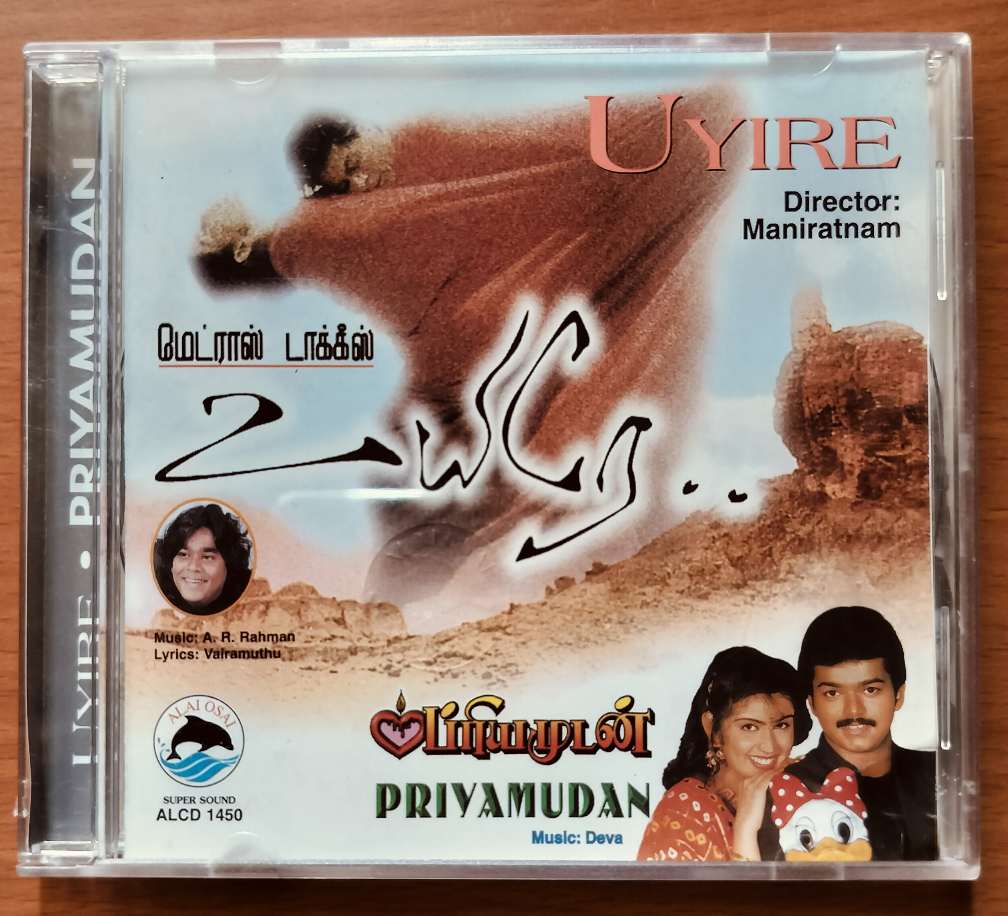 UYIRE • PRIYAMUDAN
UYIRE
Director:
Maniratnam
மேட்ராஸ் டாக்கீஸ்
உயிரே..
Music: A. R. Rahman
Lyrics: Vairamuthu
ALAI OSAI
SUPER SOUND
ALCD 1450
ப்ரியமுடன்
PRIYAMUDAN
Music: Deva